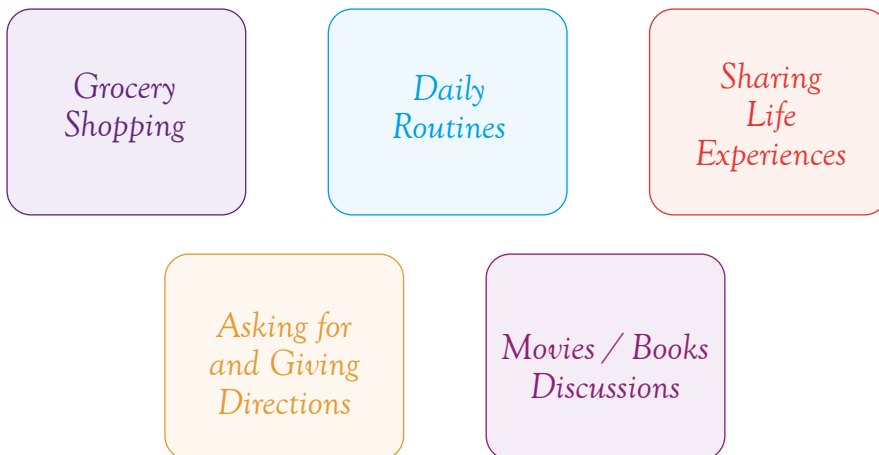 Grocery
Shopping
Daily
Routines
Sharing
Life
Experiences
Asking for
and Giving
Directions
Movies / Books
Discussions